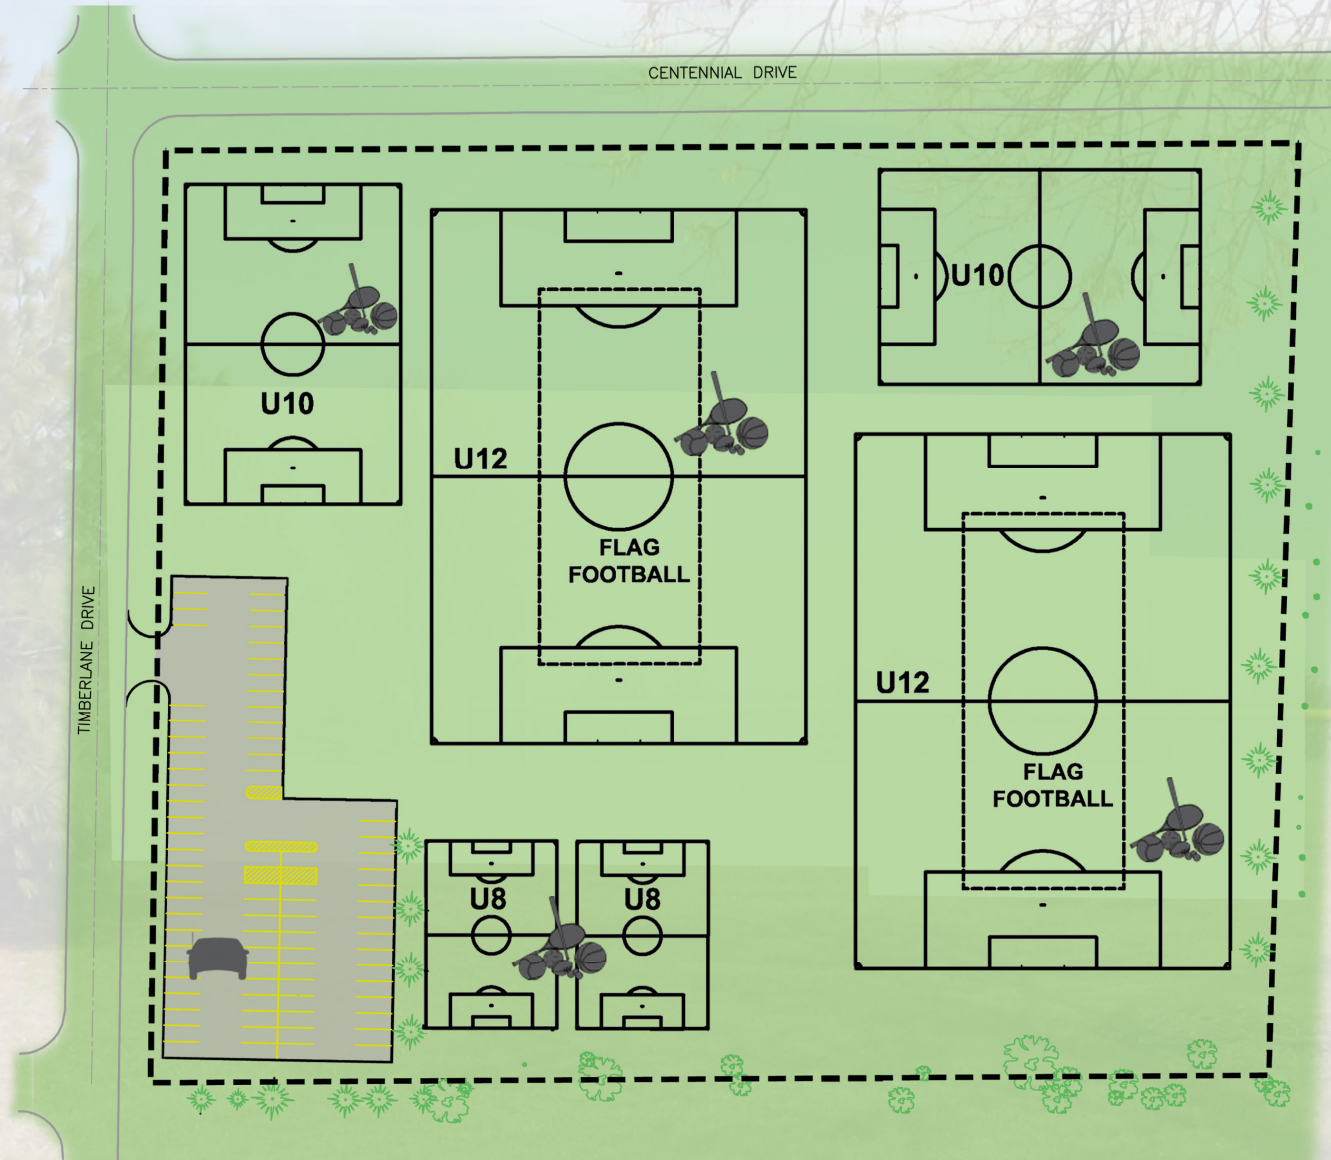 CENTENNIAL DRIVE
U10
U10
U12
FLAG
FOOTBALL
TIMBERLANE DRIVE
U12
FLAG
FOOTBALL
U8
U8